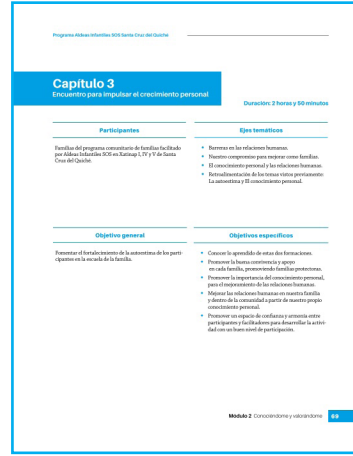 Programa Aldeas Infantiles SOS Santa Cruz del Quiché
Capítulo 3
Encuentro para impulsar el crecimiento personal
Duración: 2 horas y 50 minutos
Participantes
Familias del programa comunitario de familias facilitado
por Aldeas Infantiles SOS en Xatinap I, IV y V de Santa
Cruz del Quiché.
Ejes temáticos
• Barreras en las relaciones humanas.
• Nuestro compromiso para mejorar como familias.
• El conocimiento personal y las relaciones humanas.
• Retroalimentación de los temas vistos previamente:
La autoestima y El conocimiento personal.
Objetivo general
Fomentar el fortalecimiento de la autoestima de los parti-
cipantes en la escuela de la familia.
Objetivos específicos
• Conocer lo aprendido de estas dos formaciones.
• Promover la buena convivencia y apoyo
en cada familia, promoviendo familias protectoras.
• Promover la importancia del conocimiento personal,
para el mejoramiento de las relaciones humanas.
• Mejorar las relaciones humanas en nuestra familia
y dentro de la comunidad a partir de nuestro propio
conocimiento personal.
• Promover un espacio de confianza y armonía entre
participantes y facilitadores para desarrollar la activi-
dad con un buen nivel de participación.
Módulo 2 Conociéndome y valorándome 69